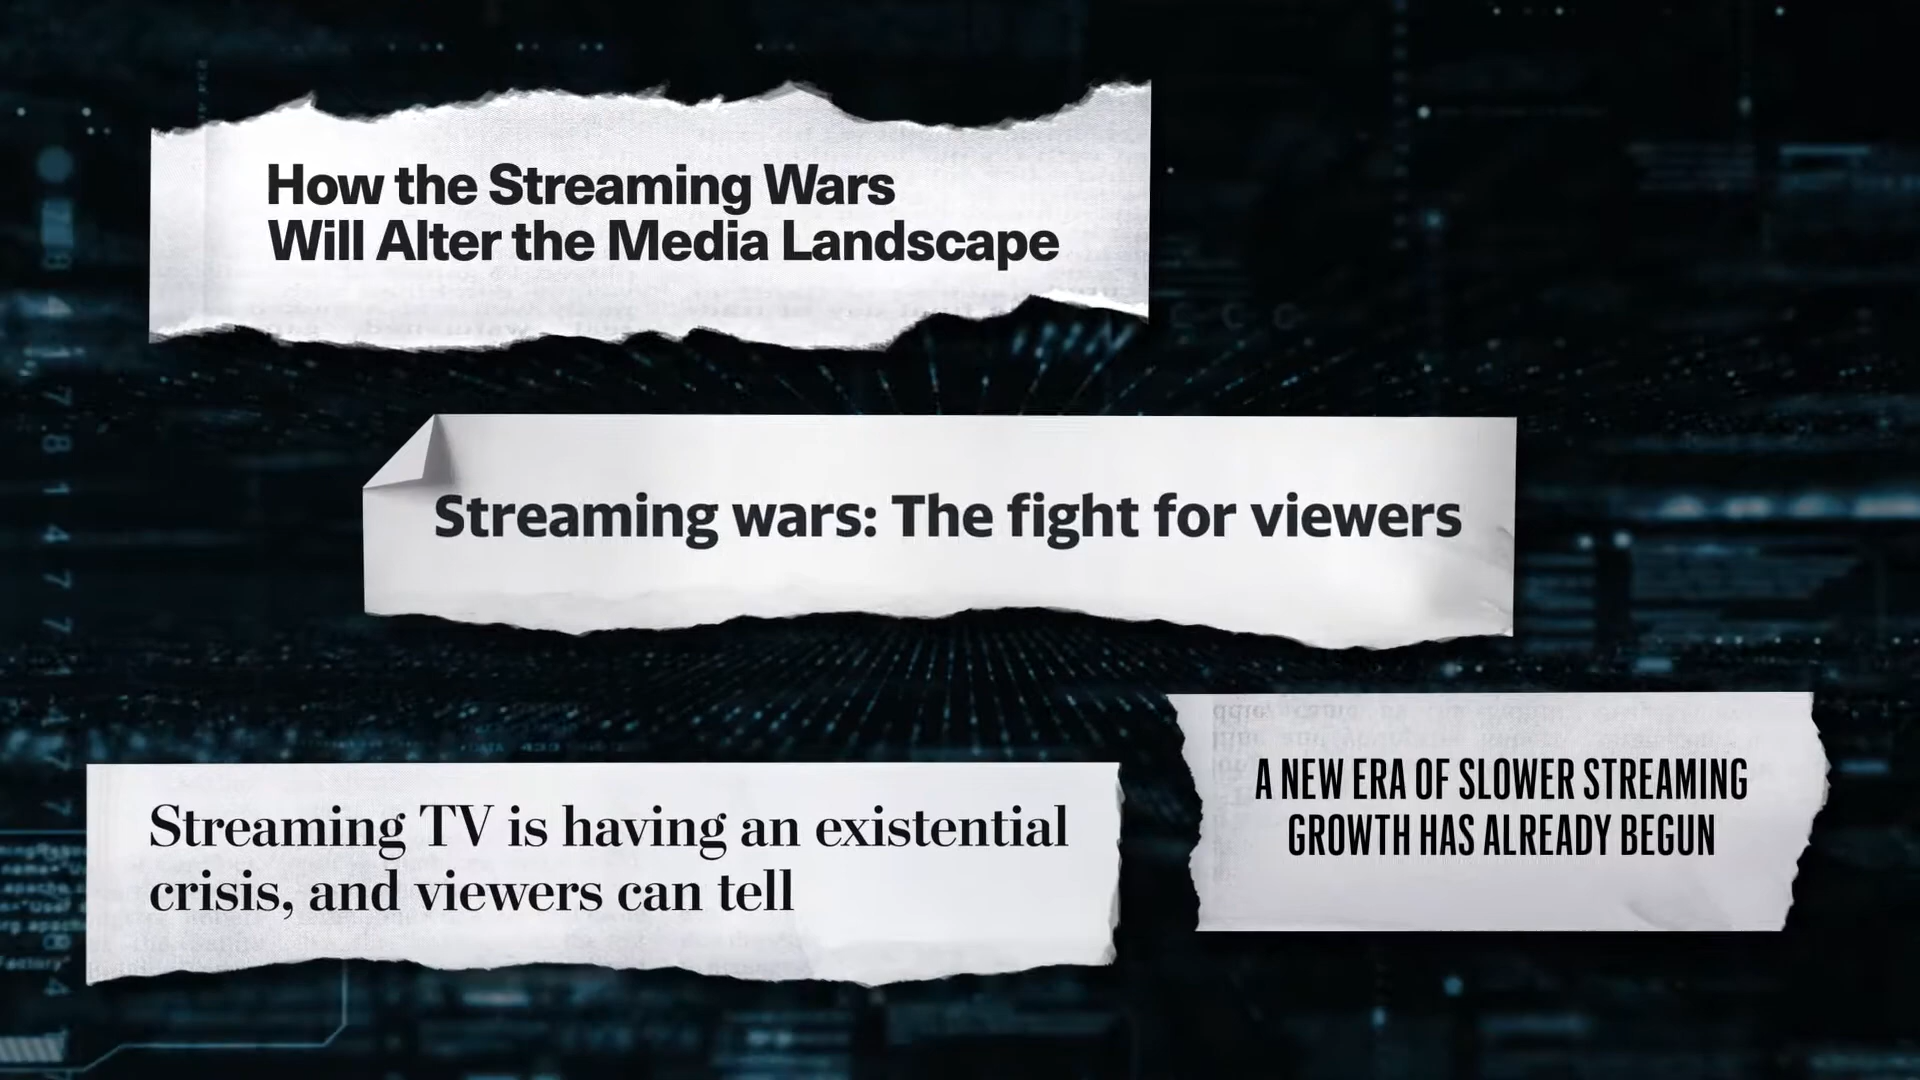 How the Streaming Wars
Will Alter the Media Landscape
Streaming wars: The fight for viewers
Streaming TV is having an existential
crisis, and viewers can tell
A NEW ERA OF SLOWER STREAMING
GROWTH HAS ALREADY BEGUN